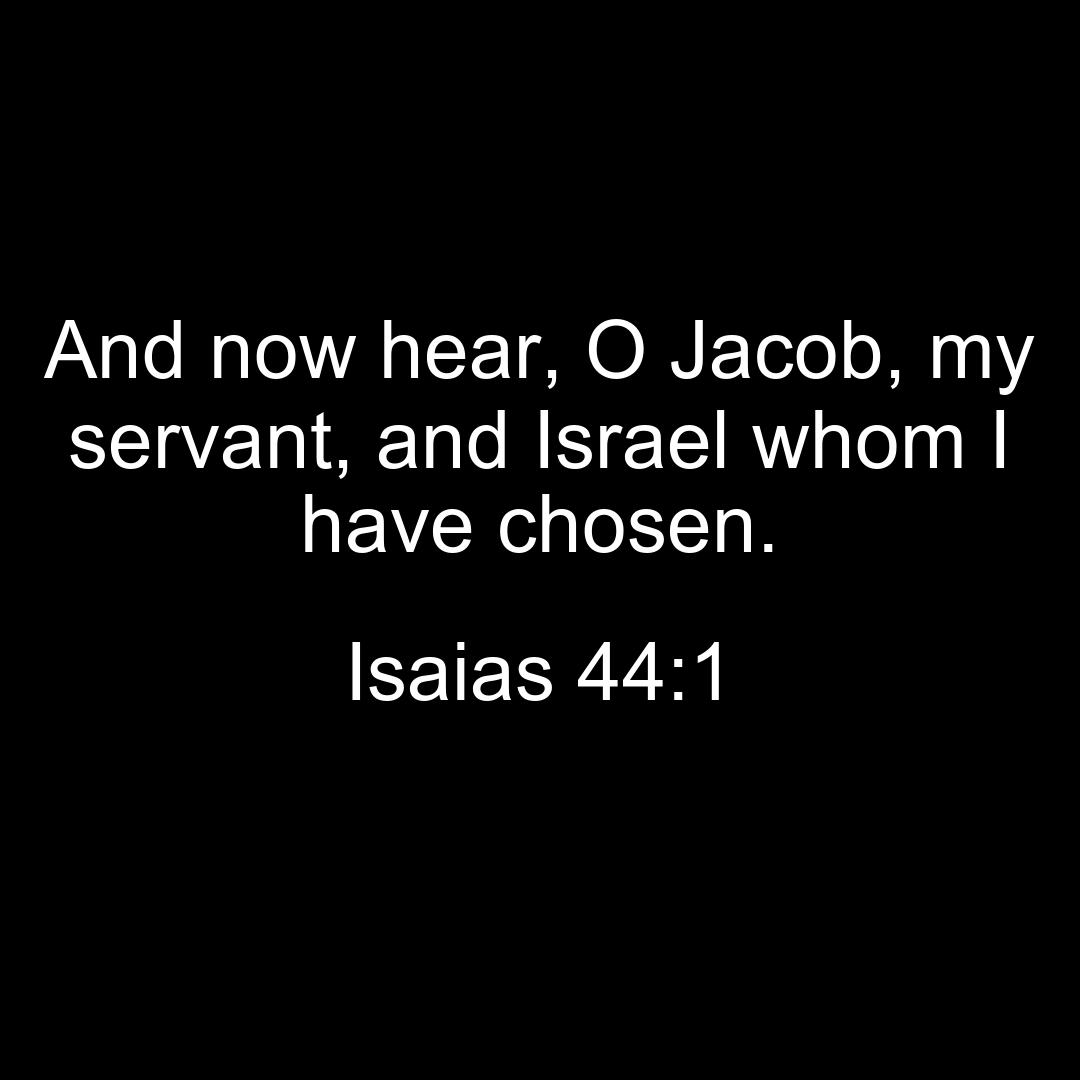 And now hear, O Jacob, my
servant, and Israel whom I
have chosen.
Isaias 44:1